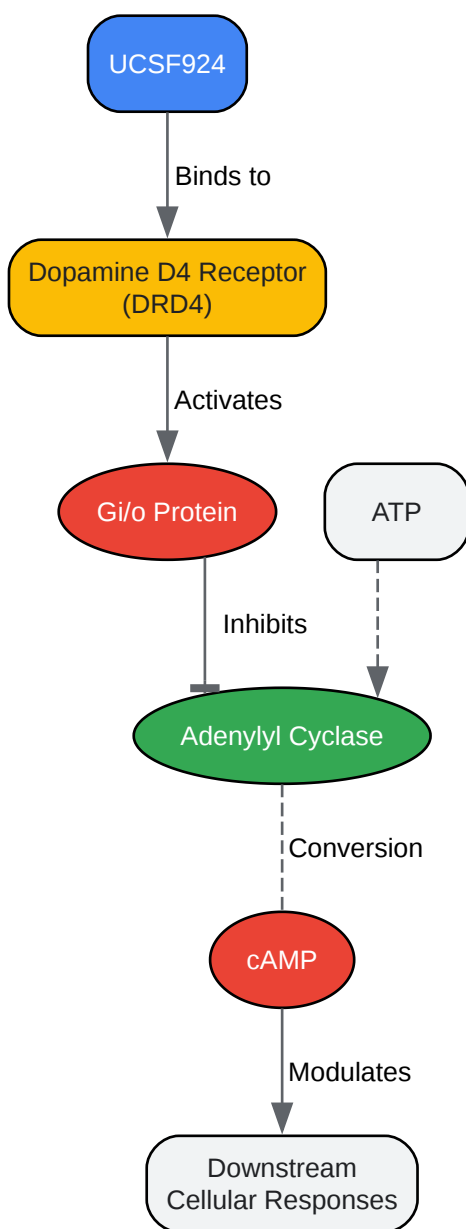 UCSF924
Binds to
Dopamine D4 Receptor
(DRD4)
Activates
Gi/o Protein
ATP
Inhibits
Adenylyl Cyclase
Conversion
cAMP
Modulates
Downstream
Cellular Responses